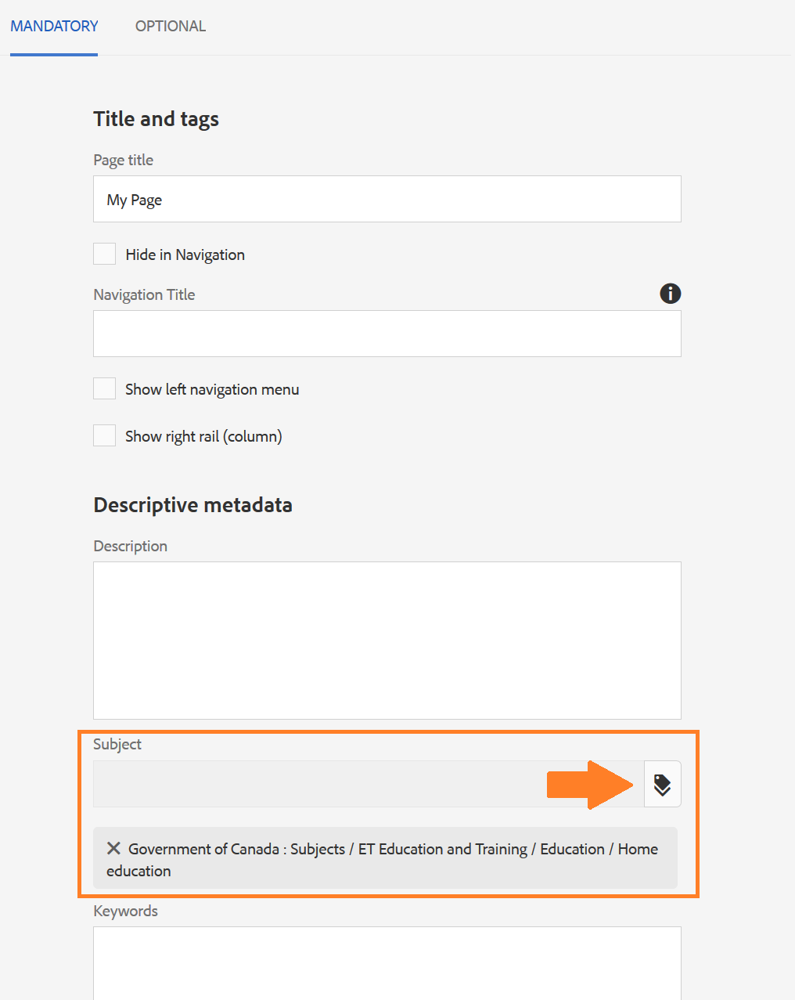 MANDATORY OPTIONAL
Title and tags
Page title
My Page
Hide in Navigation
Navigation Title
Show left navigation menu
Show right rail (column)
Descriptive metadata
Description
Subject
Government of Canada : Subjects / ET Education and Training / Education / Home
education
Keywords